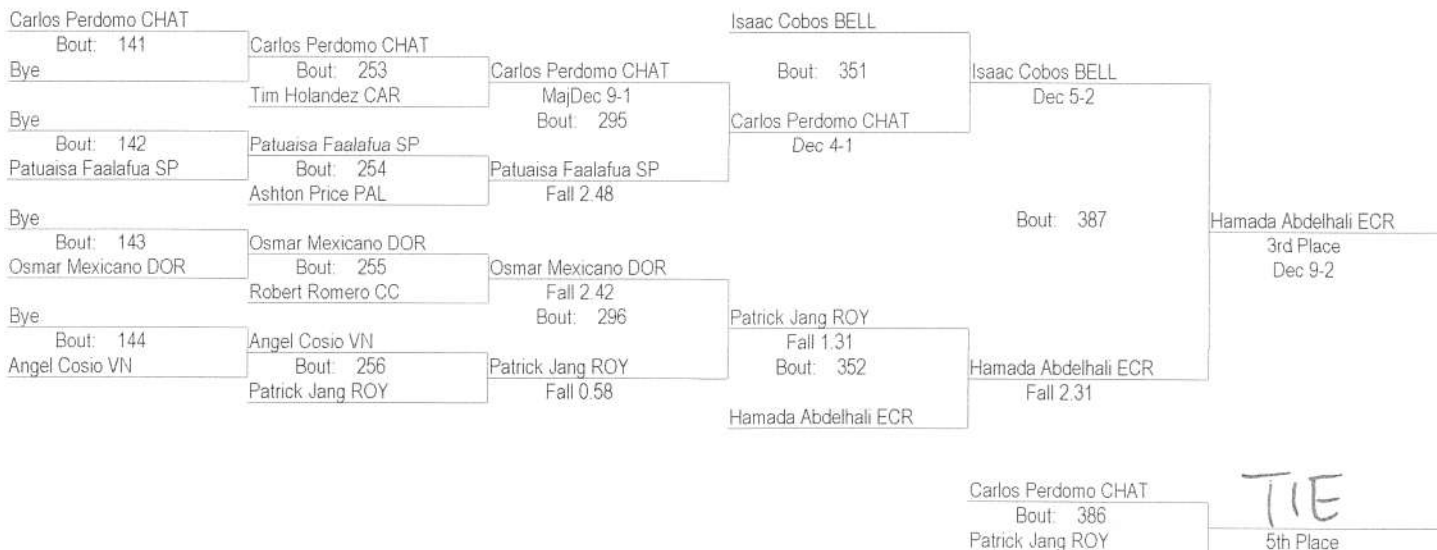 Carlos Perdomo CHAT
Bout: 141
Bye
Bye
Bout: 142
Patuaisa Faalafua SP
Bye
Bout: 143
Osmar Mexicano DOR
Bye
Bout: 144
Angel Cosio VN
Carlos Perdomo CHAT
Bout: 253
Tim Holandez CAR
Patuaisa Faalafua SP
Bout: 254
Ashton Price PAL
Osmar Mexicano DOR
Bout: 255
Robert Romero CC
Angel Cosio VN
Bout: 256
Patrick Jang ROY
Carlos Perdomo CHAT
MajDec 9-1
Bout: 295
Patuaisa Faalafua SP
Fall 2.48
Osmar Mexicano DOR
Fall 2.42
Bout: 296
Patrick Jang ROY
Fall 0.58
Isaac Cobos BELL
Bout: 351
Carlos Perdomo CHAT
Dec 4-1
Patrick Jang ROY
Fall 1.31
Bout: 352
Hamada Abdelhali ECR
Isaac Cobos BELL
Dec 5-2
Bout: 387
Hamada Abdelhali ECR
Fall 2.31
Hamada Abdelhali ECR
3rd Place
Dec 9-2
Carlos Perdomo CHAT
Bout: 386
Patrick Jang ROY
TIE
5th Place